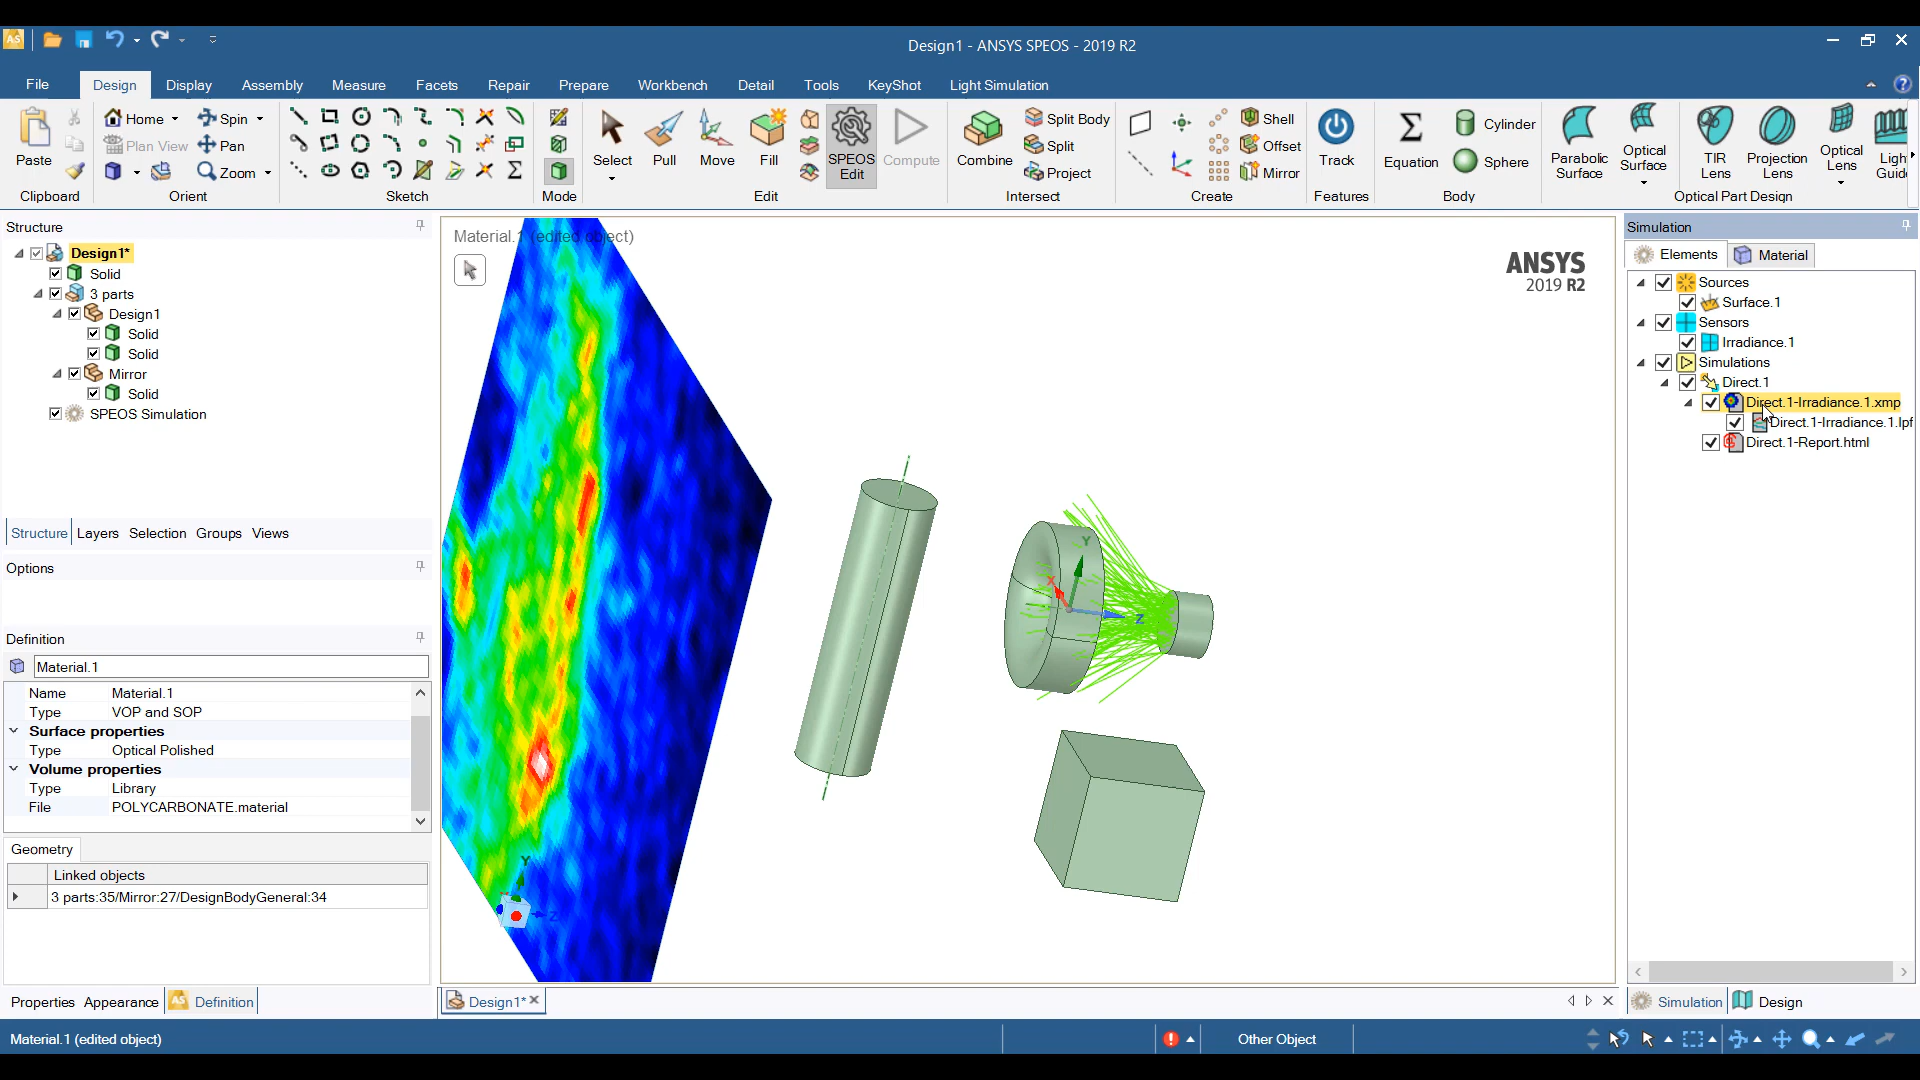 Design1 - ANSYS SPEOS - 2019 R2
File
Design
Display
Assembly
Measure
Facets
Repair
Prepare
Workbench
Detail
Tools
KeyShot
Light Simulation
Paste
Clipboard
Home
Spin
Plan View
Pan
Zoom
Orient
Sketch
Mode
Select
Pull
Move
Fill
SPEOS Edit
Compute
Edit
Combine
Split Body
Split
Project
Intersect
Shell
Offset
Mirror
Create
Track
Features
Equation
Cylinder
Sphere
Body
Parabolic Surface
Optical Surface
TIR Lens
Projection Lens
Optical Lens
Optical Part Design
Structure
Design1*
Solid
3 parts
Design1
Solid
Solid
Mirror
Solid
SPEOS Simulation
Structure
Layers
Selection
Groups
Views
Options
Definition
Material.1
Name Material.1
Type VOP and SOP
Surface properties
Type Optical Polished
Volume properties
Type Library
File POLYCARBONATE.material
Geometry
Linked objects
3 parts:35/Mirror:27/DesignBodyGeneral:34
Properties
Appearance
AS Definition
Material.1 (edited object)
ANSYS
2019 R2
X
Y
Z
Y
Z
Design1*
Simulation
Elements
Material
Sources
Surface.1
Sensors
Irradiance.1
Simulations
Direct.1
Direct.1-Irradiance.1.xmp
Direct.1-Irradiance.1.lpf
Direct.1-Report.html
Simulation
Design
Material.1 (edited object)
Other Object